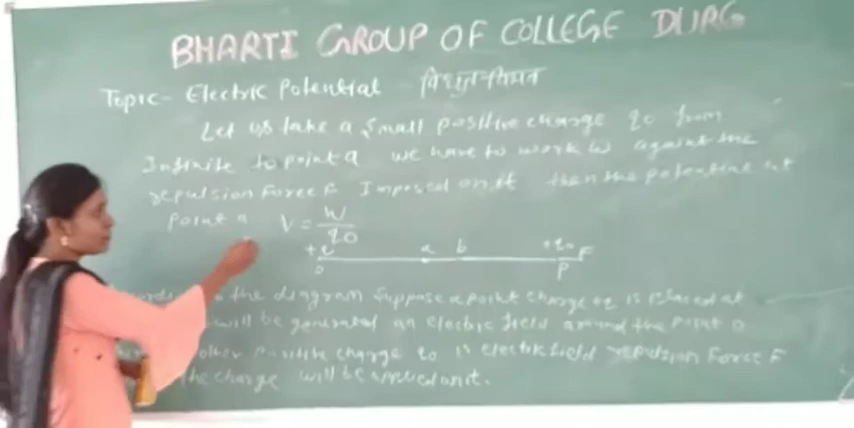 BHARTI GROUP OF COLLEGE DURG
Topic- Electric Potential - विद्युत विभव
Let us take a small positive charge q0 from
Infinite to point a we have to work w against the
repulsion Force F Imposed on it then the potential at
point a V = W/q0
+q a b +q0 F
O P
the diagram suppose a point charge +q is placed at
will be generated an electric field around the point O
other positive charge q0 is electric field repulsion Force F
the charge will be applied on it.